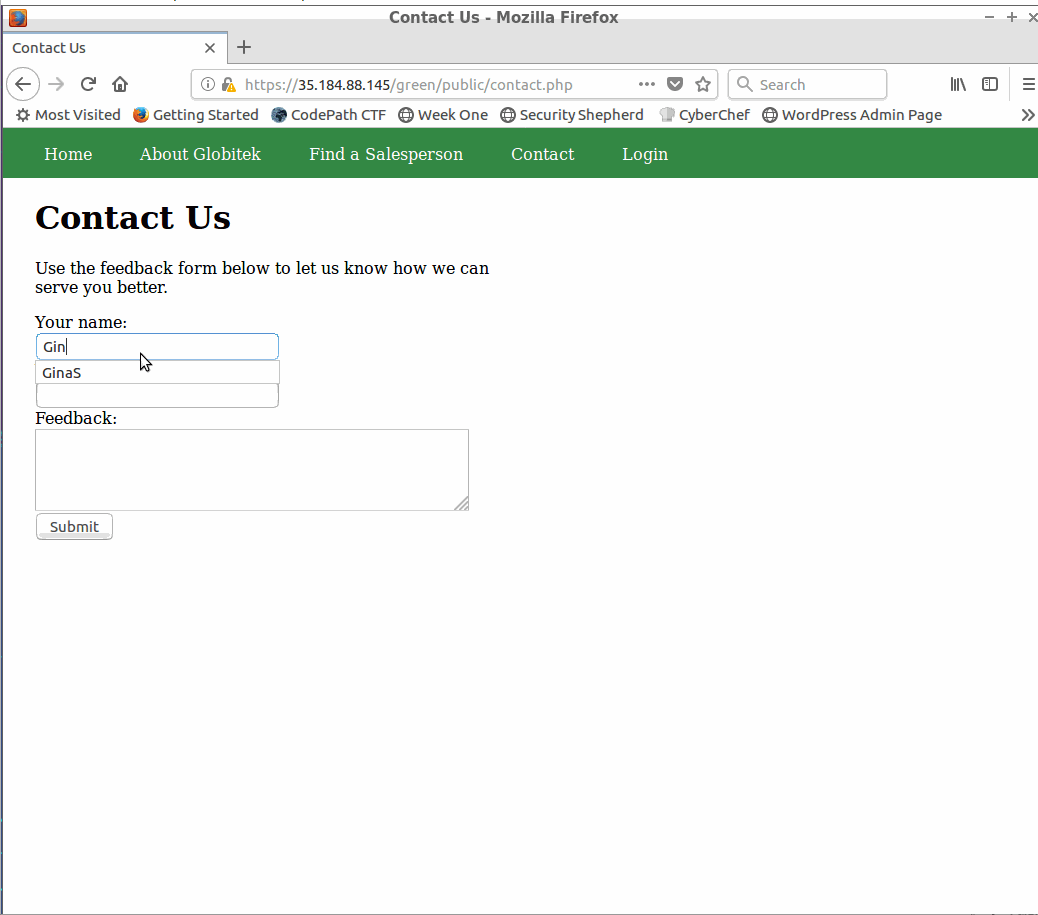 Contact Us - Mozilla Firefox
Contact Us
https://35.184.88.145/green/public/contact.php
Search
Most Visited Getting Started CodePath CTF Week One Security Shepherd CyberChef WordPress Admin Page
Home About Globitek Find a Salesperson Contact Login
Contact Us
Use the feedback form below to let us know how we can
serve you better.
Your name:
Gin
GinaS
Feedback:
Submit